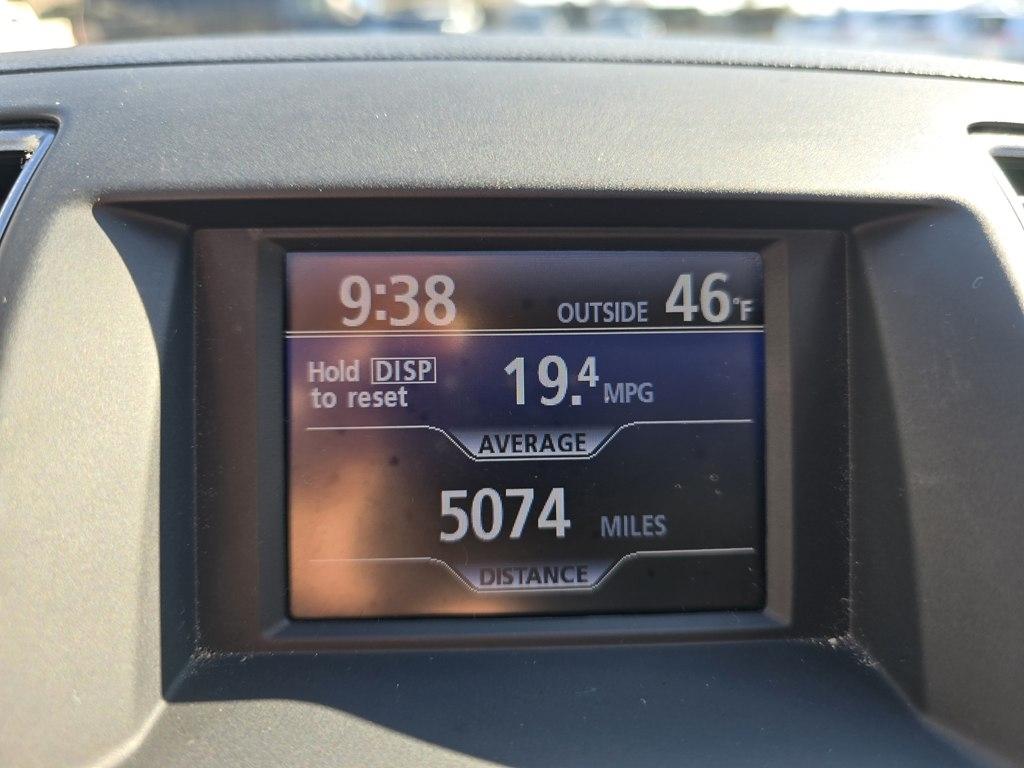 9:38 OUTSIDE 46°F
Hold DISP 19.4 MPG
to reset
AVERAGE
5074 MILES
DISTANCE